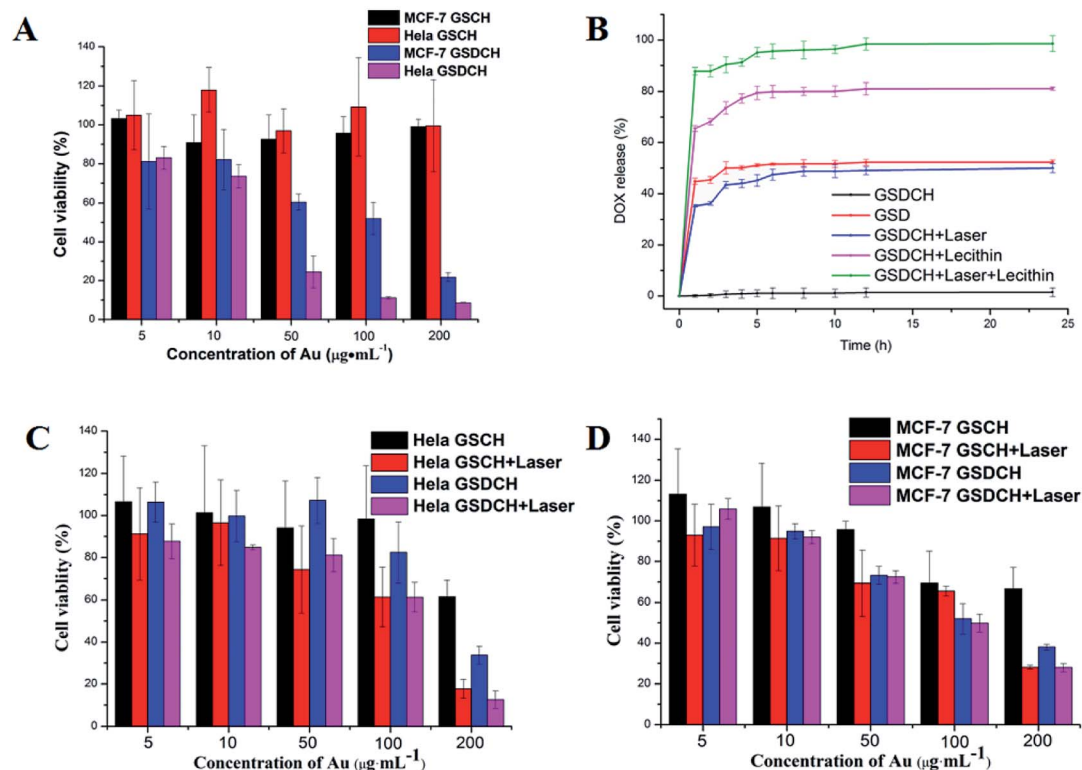 A
MCF-7 GSCH
Hela GSCH
MCF-7 GSDCH
Hela GSDCH
Cell viability (%)
140
120
100
80
60
40
20
0
5 10 50 100 200
Concentration of Au (μg•mL⁻¹)
B
DOX release (%)
100
80
60
40
20
0
GSDCH
GSD
GSDCH+Laser
GSDCH+Lecithin
GSDCH+Laser+Lecithin
0 5 10 15 20 25
Time (h)
C
Hela GSCH
Hela GSCH+Laser
Hela GSDCH
Hela GSDCH+Laser
Cell viablity (%)
140
120
100
80
60
40
20
0
5 10 50 100 200
Concentration of Au (μg·mL⁻¹)
D
MCF-7 GSCH
MCF-7 GSCH+Laser
MCF-7 GSDCH
MCF-7 GSDCH+Laser
Cell viablity (%)
140
120
100
80
60
40
20
0
5 10 50 100 200
Concentration of Au (μg·mL⁻¹)